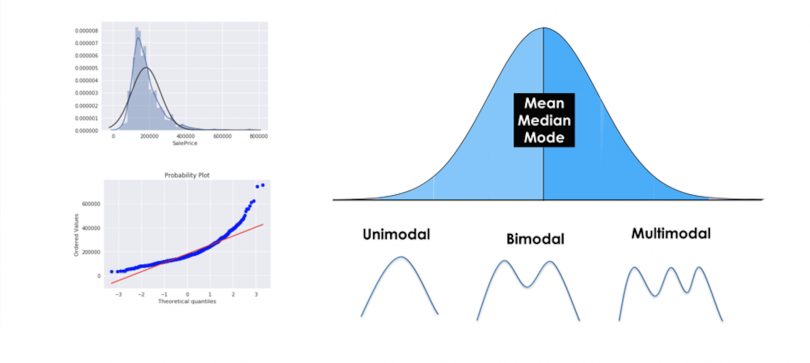 0.000008
0.000007
0.000006
0.000005
0.000004
0.000003
0.000002
0.000001
0.000000
0 200000 400000 600000 800000
SalePrice
Probability Plot
Ordered Values
600000
400000
200000
0
−3 −2 −1 0 1 2 3
Theoretical quantiles
Mean
Median
Mode
Unimodal Bimodal Multimodal